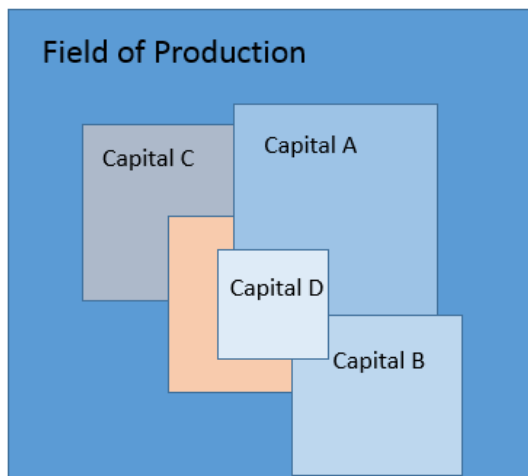 Field of Production
Capital C
Capital A
Capital D
Capital B